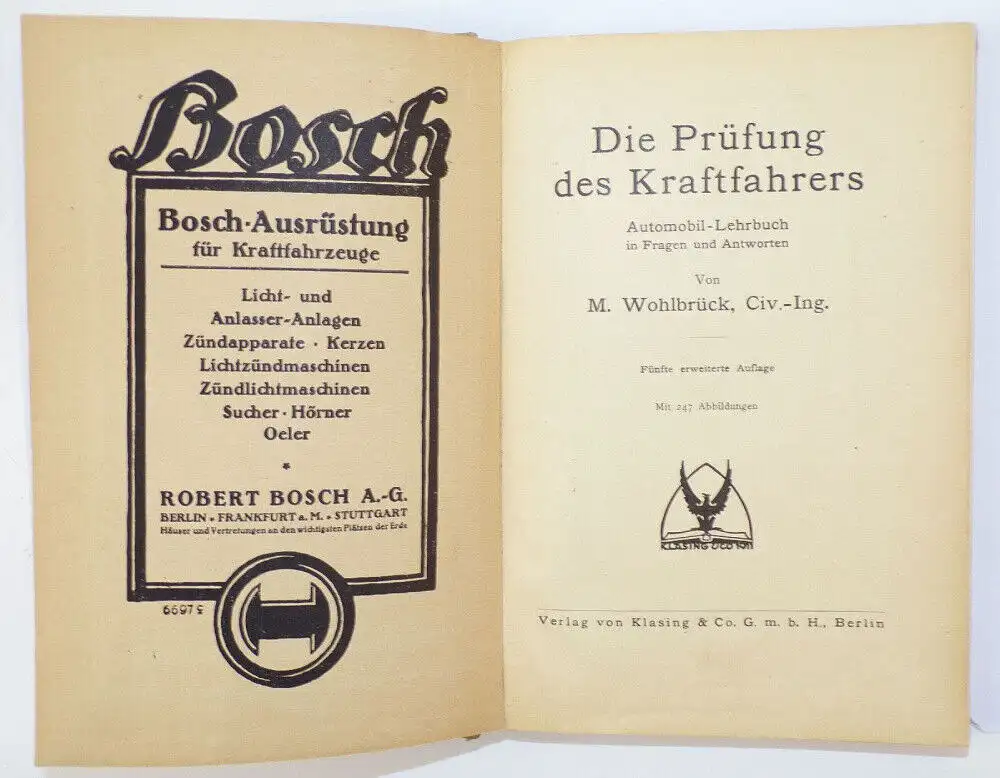 Bosch
Bosch-Ausrüstung
für Kraftfahrzeuge
Licht- und
Anlasser-Anlagen
Zündapparate · Kerzen
Lichtzündmaschinen
Zündlichtmaschinen
Sucher · Hörner
Oeler
*
ROBERT BOSCH A.-G.
BERLIN · FRANKFURT a. M. · STUTTGART
Häuser und Vertretungen an den wichtigsten Plätzen der Erde
6697
Die Prüfung
des Kraftfahrers
Automobil-Lehrbuch
in Fragen und Antworten
Von
M. Wohlbrück, Civ.-Ing.
Fünfte erweiterte Auflage
Mit 247 Abbildungen
KLASING & CO
Verlag von Klasing & Co. G. m. b. H., Berlin